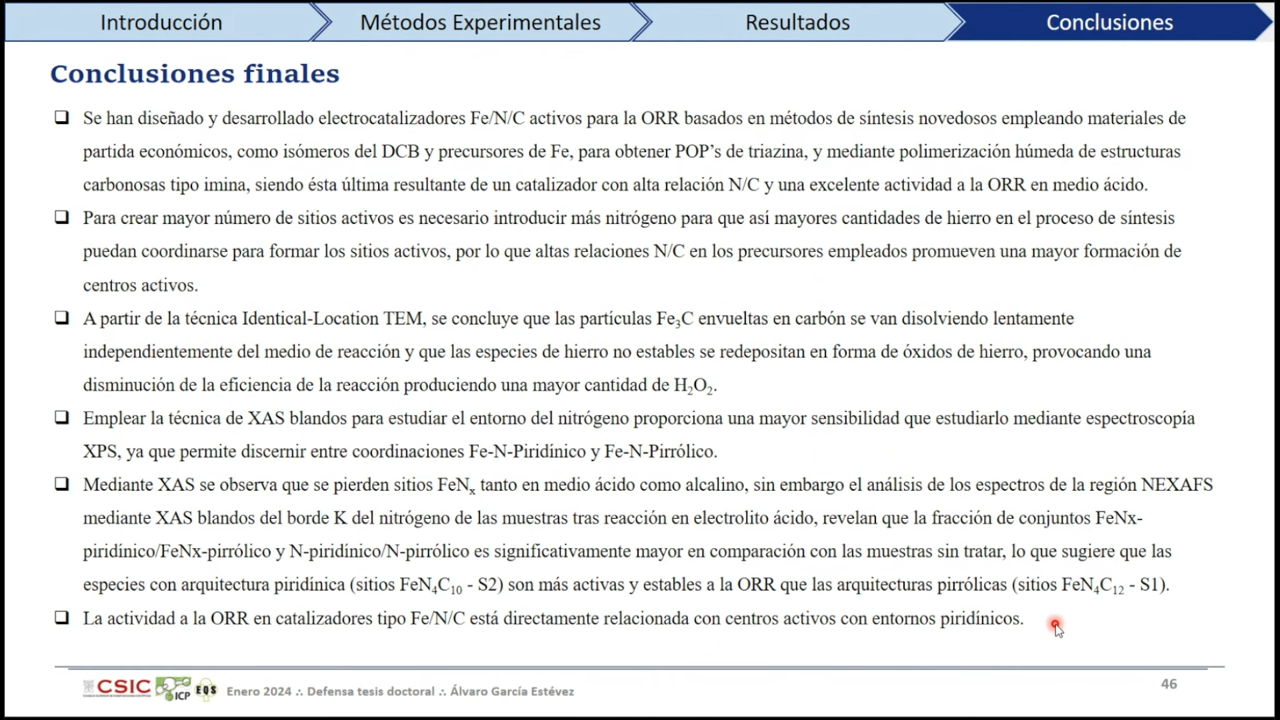 Introducción
Métodos Experimentales
Resultados
Conclusiones
Conclusiones finales
Se han diseñado y desarrollado electrocatalizadores Fe/N/C activos para la ORR basados en métodos de síntesis novedosos empleando materiales de
partida económicos, como isómeros del DCB y precursores de Fe, para obtener POP's de triazina, y mediante polimerización húmeda de estructuras
carbonosas tipo imina, siendo ésta última resultante de un catalizador con alta relación N/C y una excelente actividad a la ORR en medio ácido.
Para crear mayor número de sitios activos es necesario introducir más nitrógeno para que así mayores cantidades de hierro en el proceso de síntesis
puedan coordinarse para formar los sitios activos, por lo que altas relaciones N/C en los precursores empleados promueven una mayor formación de
centros activos.
A partir de la técnica Identical-Location TEM, se concluye que las partículas Fe₃C envueltas en carbón se van disolviendo lentamente
independientemente del medio de reacción y que las especies de hierro no estables se redepositan en forma de óxidos de hierro, provocando una
disminución de la eficiencia de la reacción produciendo una mayor cantidad de H₂O₂.
Emplear la técnica de XAS blandos para estudiar el entorno del nitrógeno proporciona una mayor sensibilidad que estudiarlo mediante espectroscopía
XPS, ya que permite discernir entre coordinaciones Fe-N-Piridínico y Fe-N-Pirrólico.
Mediante XAS se observa que se pierden sitios FeNₓ tanto en medio ácido como alcalino, sin embargo el análisis de los espectros de la región NEXAFS
mediante XAS blandos del borde K del nitrógeno de las muestras tras reacción en electrolito ácido, revelan que la fracción de conjuntos FeNx-
piridínico/FeNx-pirrólico y N-piridínico/N-pirrólico es significativamente mayor en comparación con las muestras sin tratar, lo que sugiere que las
especies con arquitectura piridínica (sitios FeN₄C₁₀ - S2) son más activas y estables a la ORR que las arquitecturas pirrólicas (sitios FeN₄C₁₂ - S1).
La actividad a la ORR en catalizadores tipo Fe/N/C está directamente relacionada con centros activos con entornos piridínicos.
CSIC ICP EQS Enero 2024 ∴ Defensa tesis doctoral ∴ Álvaro García Estévez
46